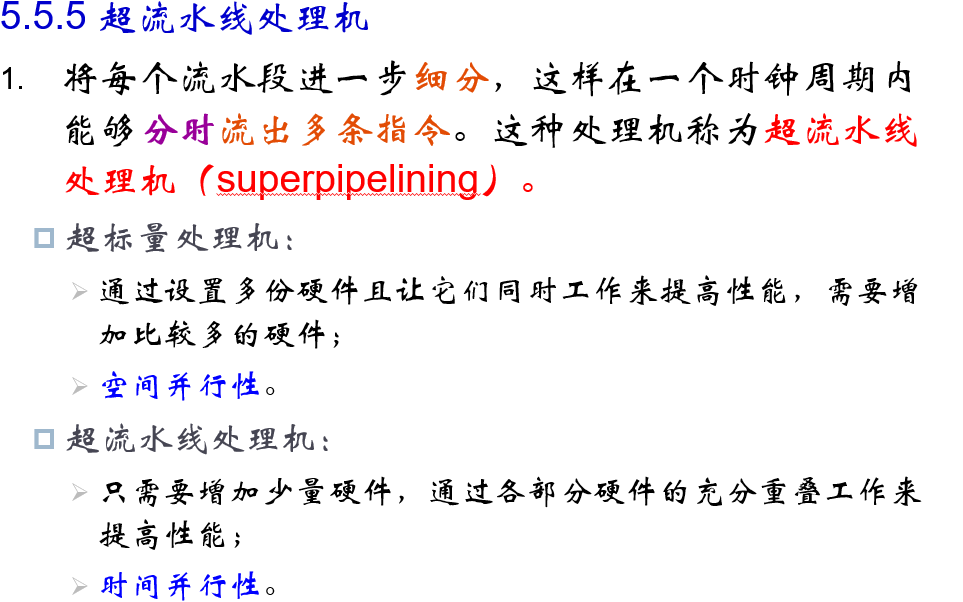 5.5.5 超流水线处理机
1. 将每个流水段进一步细分，这样在一个时钟周期内
能够分时流出多条指令。这种处理机称为超流水线
处理机（superpipelining）。
超标量处理机：
通过设置多份硬件且让它们同时工作来提高性能，需要增
加比较多的硬件；
空间并行性。
超流水线处理机：
只需要增加少量硬件，通过各部分硬件的充分重叠工作来
提高性能；
时间并行性。